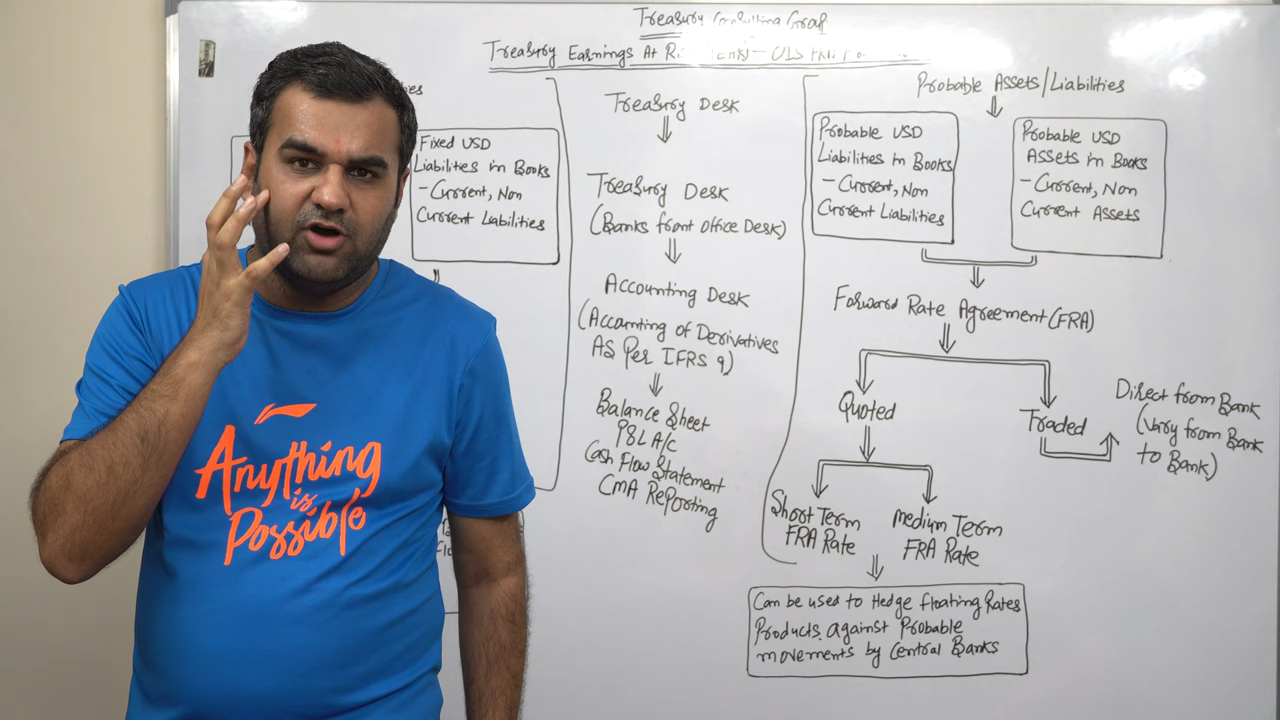 Treasury Consulting Group
Treasury Earnings At
Fixed USD
Liabilities in Books
- Current, Non
Current Liabilities
Treasury Desk
Treasury Desk
(Banks front Office Desk)
Accounting Desk
(Accounting of Derivatives
AS Per IFRS 9)
Balance Sheet
P&L A/C
Cash Flow Statement
CMA Reporting
Probable Assets/Liabilities
Probable USD
Liabilities in Books
- Current, Non
Current Liabilities
Probable USD
Assets in Books
- Current, Non
Current Assets
Forward Rate Agreement (FRA)
Quoted
Traded
Direct from Bank
(Vary from Bank
to Bank)
Short Term
FRA Rate
Medium Term
FRA Rate
Can be used to Hedge floating Rates
Products Against Probable
movements by Central Banks
Anything
is
Possible